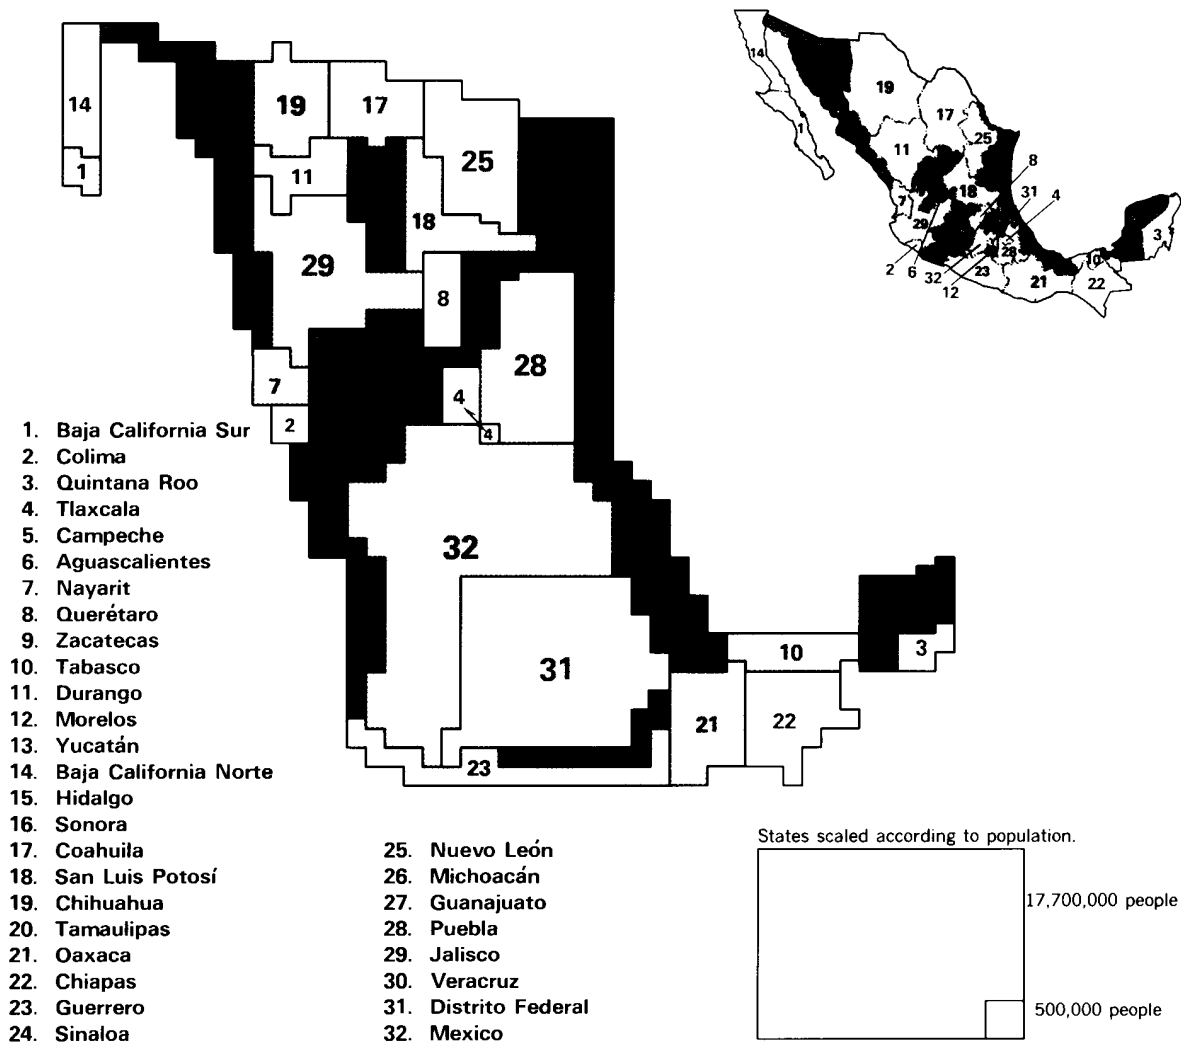 14
19
17
1
11
25
18
29
8
28
7
4
2
4
32
31
10
3
21
22
23
14
19
17
1
11
25
8
18
31
4
7
29
3
28
10
2
6
32
23
21
22
12
1. Baja California Sur
2. Colima
3. Quintana Roo
4. Tlaxcala
5. Campeche
6. Aguascalientes
7. Nayarit
8. Querétaro
9. Zacatecas
10. Tabasco
11. Durango
12. Morelos
13. Yucatán
14. Baja California Norte
15. Hidalgo
16. Sonora
17. Coahuila
18. San Luis Potosí
19. Chihuahua
20. Tamaulipas
21. Oaxaca
22. Chiapas
23. Guerrero
24. Sinaloa
25. Nuevo León
26. Michoacán
27. Guanajuato
28. Puebla
29. Jalisco
30. Veracruz
31. Distrito Federal
32. Mexico
States scaled according to population.
17,700,000 people
500,000 people